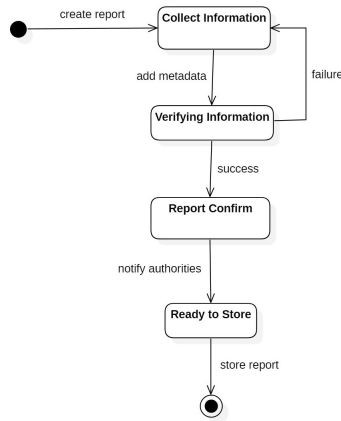 create report
Collect Information
add metadata
failure
Verifying Information
success
Report Confirm
notify authorities
Ready to Store
store report